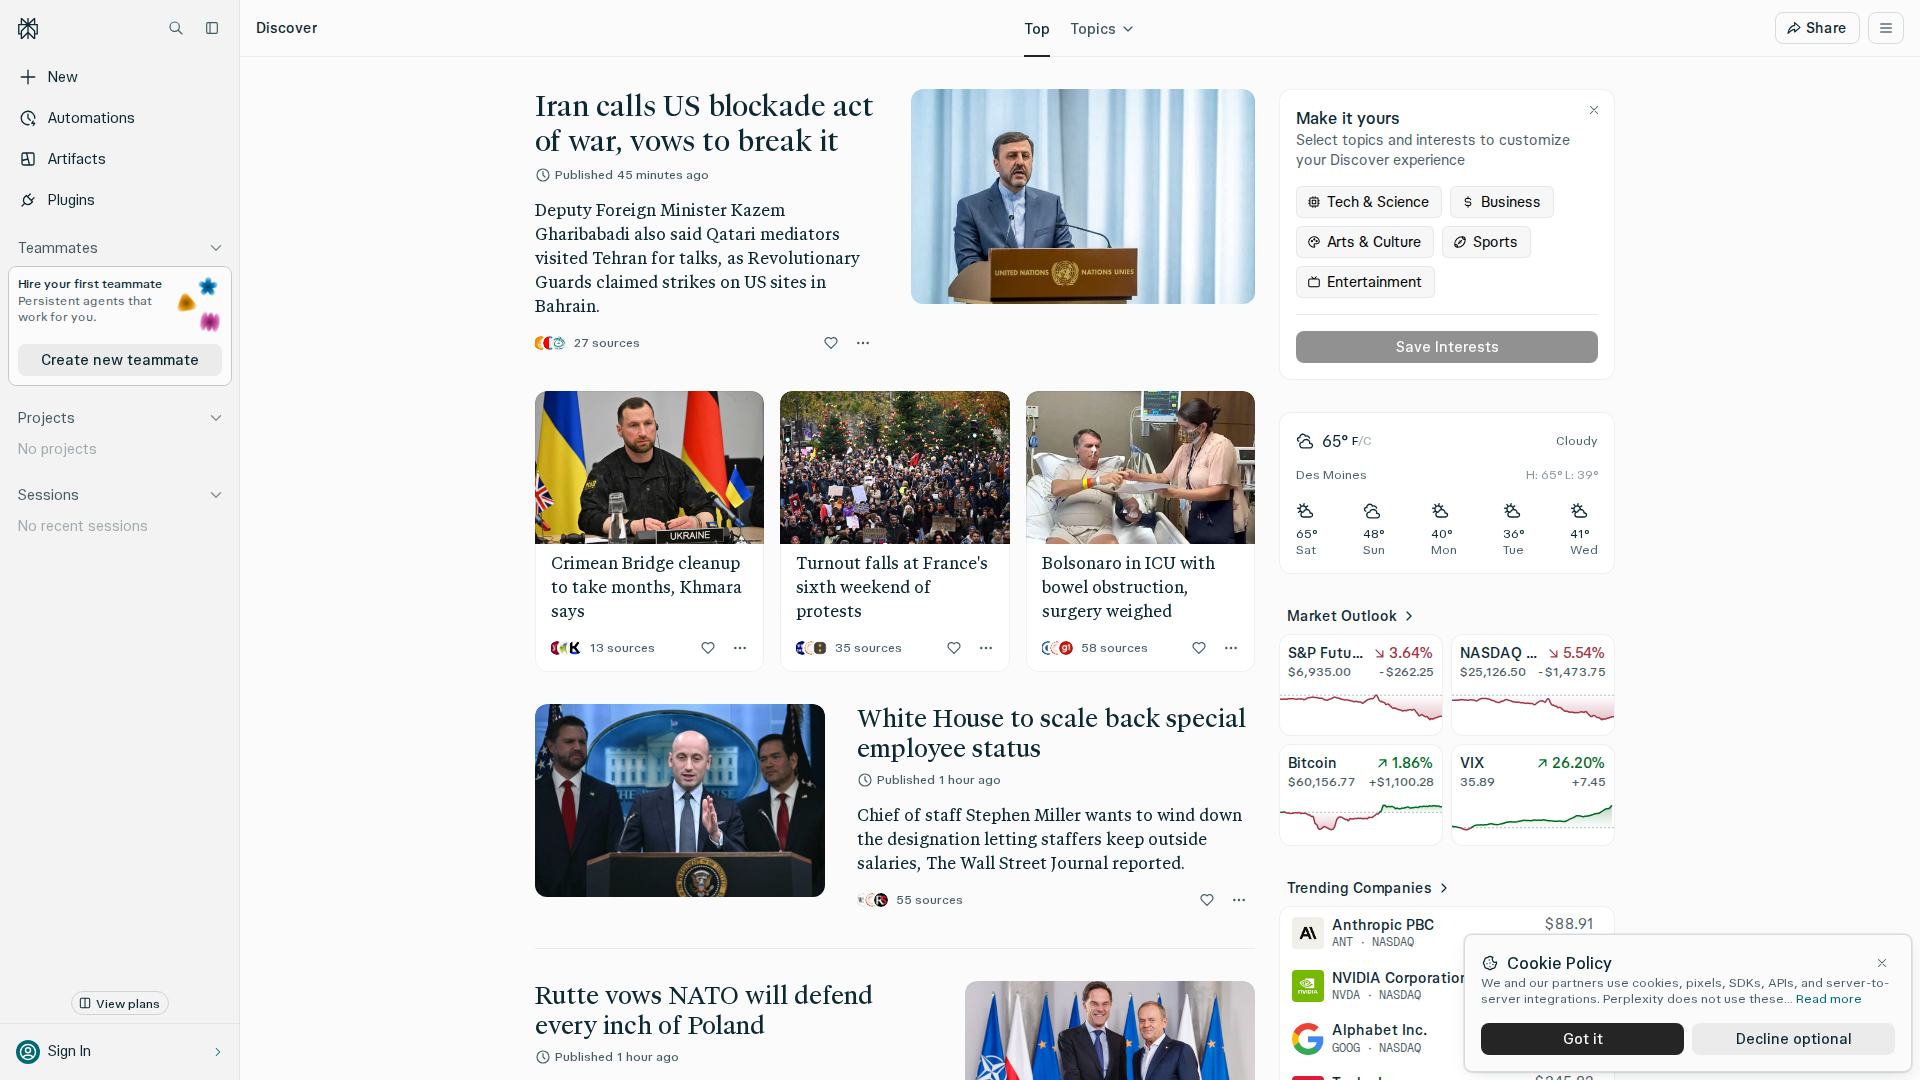 Discover
Top
Topics
Share
New
Automations
Artifacts
Plugins
Teammates
Hire your first teammate
Persistent agents that
work for you.
Create new teammate
Projects
No projects
Sessions
No recent sessions
View plans
Sign In
Iran calls US blockade act
of war, vows to break it
Published 45 minutes ago
Deputy Foreign Minister Kazem
Gharibabadi also said Qatari mediators
visited Tehran for talks, as Revolutionary
Guards claimed strikes on US sites in
Bahrain.
27 sources
UNITED NATIONS NATIONS UNIES
UKRAINE
Crimean Bridge cleanup
to take months, Khmara
says
13 sources
Turnout falls at France's
sixth weekend of
protests
35 sources
Bolsonaro in ICU with
bowel obstruction,
surgery weighed
58 sources
White House to scale back special
employee status
Published 1 hour ago
Chief of staff Stephen Miller wants to wind down
the designation letting staffers keep outside
salaries, The Wall Street Journal reported.
55 sources
Rutte vows NATO will defend
every inch of Poland
Published 1 hour ago
Make it yours
Select topics and interests to customize
your Discover experience
Tech & Science
Business
Arts & Culture
Sports
Entertainment
Save Interests
65° F/C
Cloudy
Des Moines
H: 65° L: 39°
65° 48° 40° 36° 41°
Sat Sun Mon Tue Wed
Market Outlook
S&P Futu... 3.64%
$6,935.00 -$262.25
NASDAQ ... 5.54%
$25,126.50 -$1,473.75
Bitcoin 1.86%
$60,156.77 +$1,100.28
VIX 26.20%
35.89 +7.45
Trending Companies
Anthropic PBC
$88.91
ANT · NASDAQ
NVIDIA Corporation
NVDA · NASDAQ
Alphabet Inc.
GOOG · NASDAQ
Cookie Policy
We and our partners use cookies, pixels, SDKs, APIs, and server-to-
server integrations. Perplexity does not use these... Read more
Got it
Decline optional